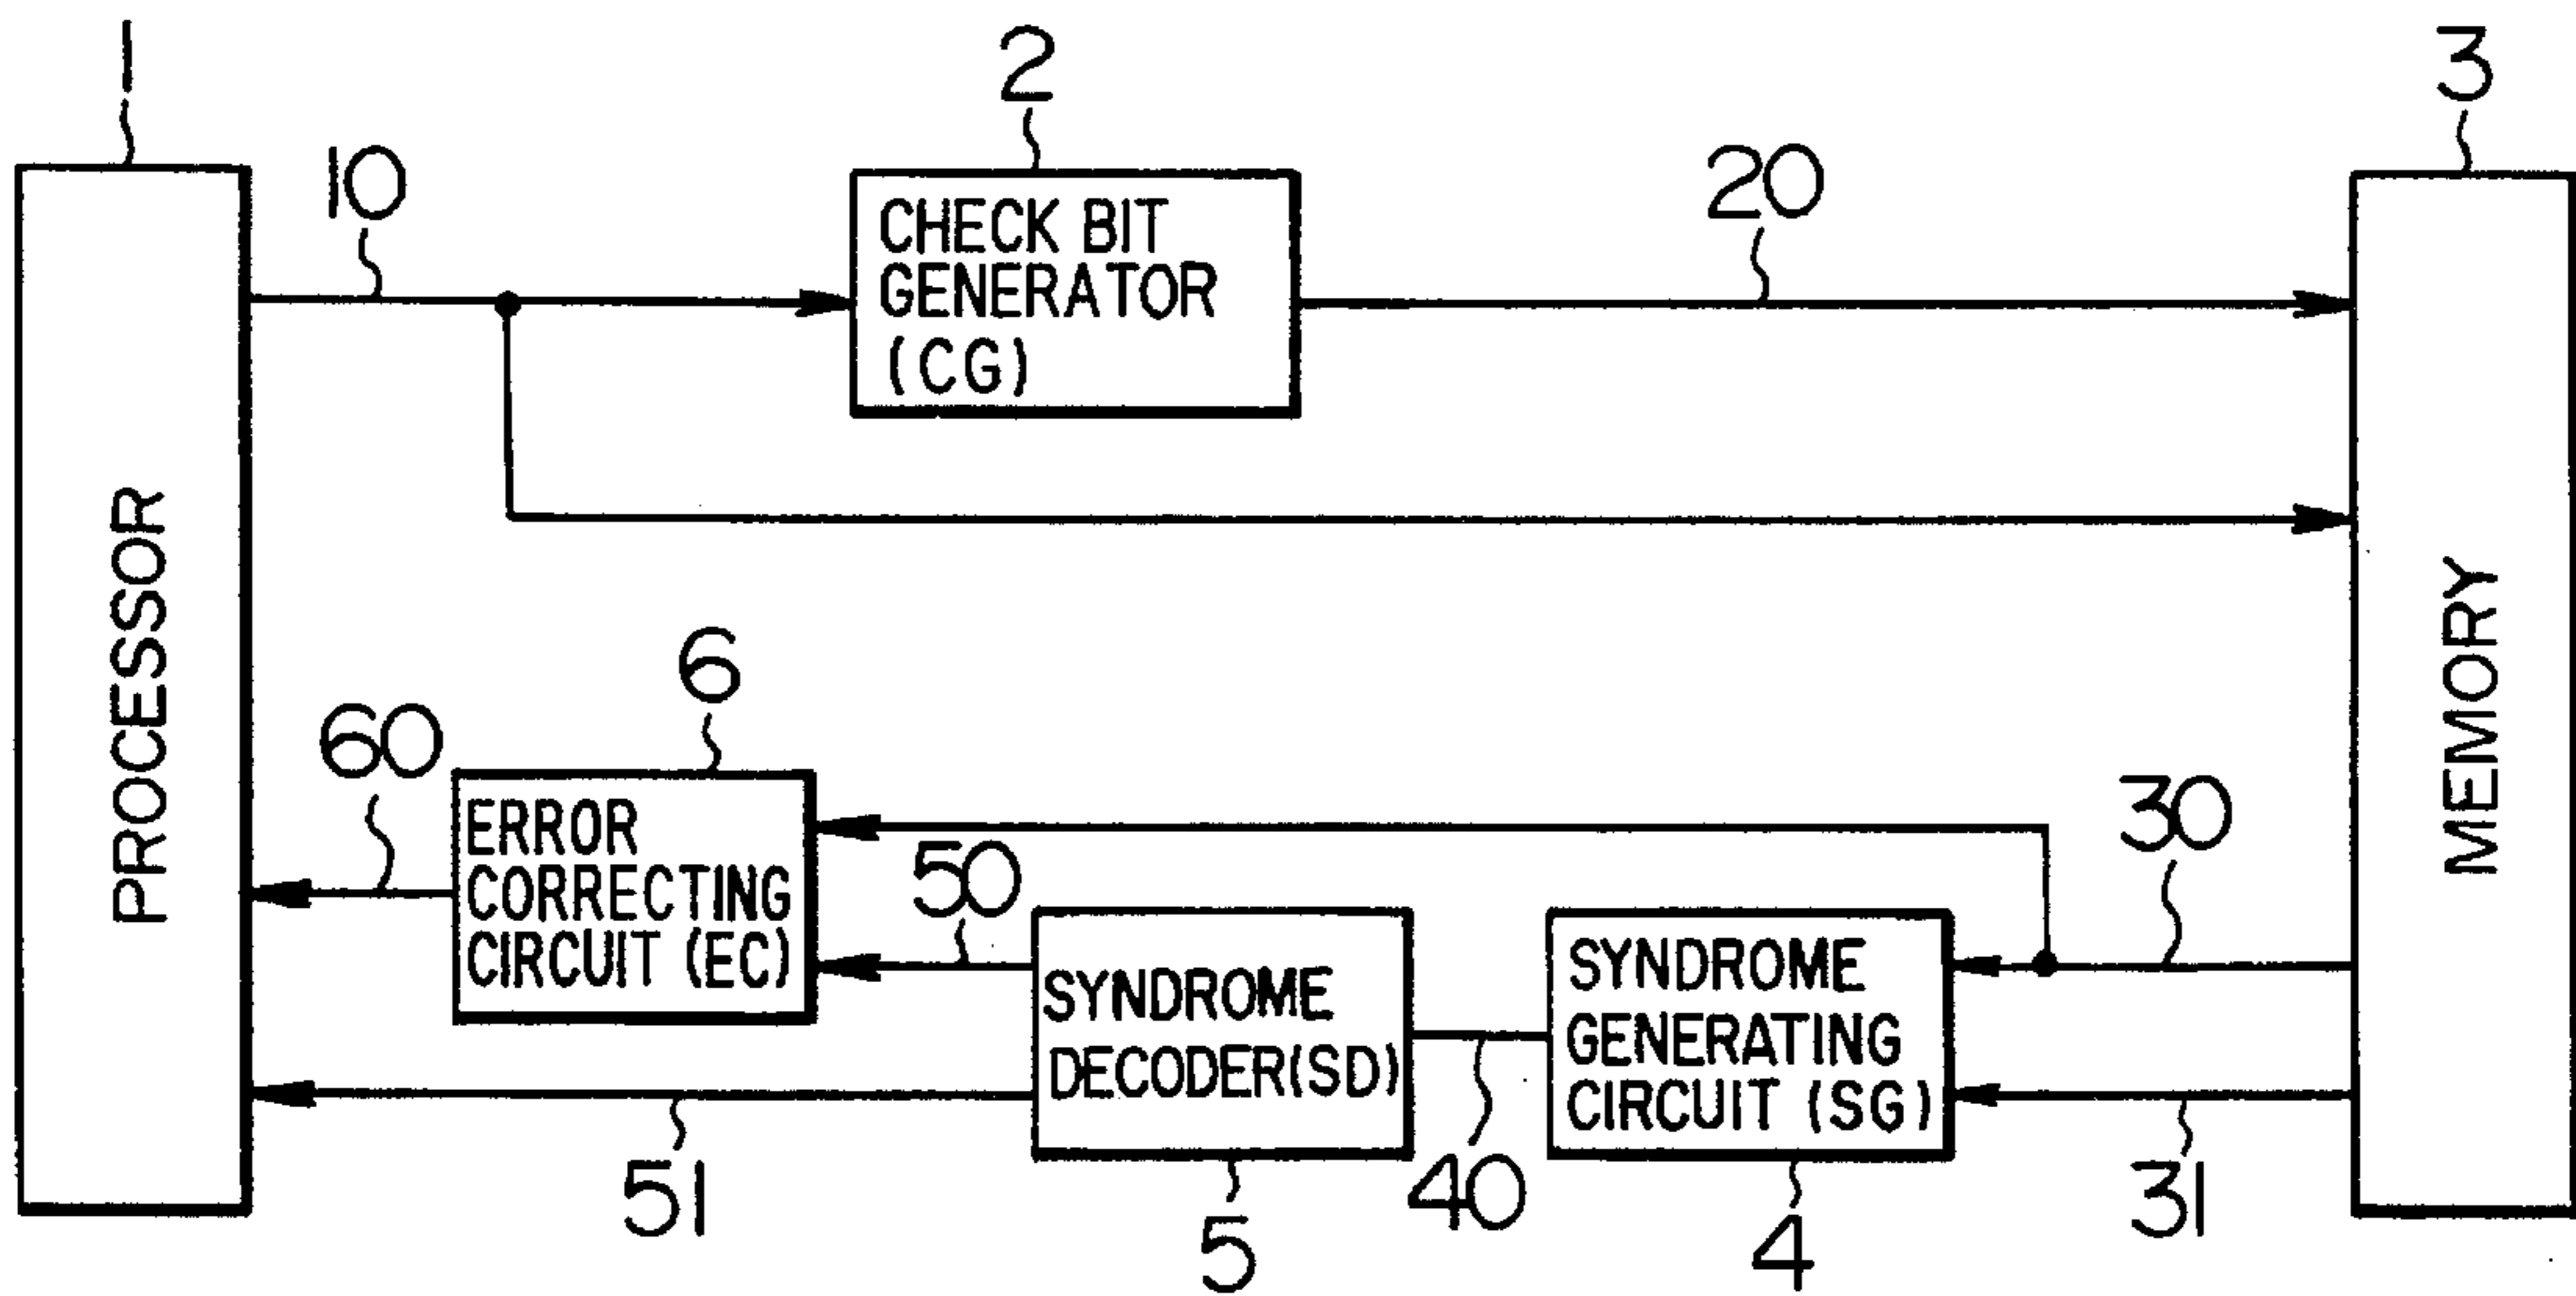 1
2
3
10
20
CHECK BIT
GENERATOR
(CG)
PROCESSOR
MEMORY
6
60
ERROR
CORRECTING
CIRCUIT (EC)
50
30
SYNDROME
DECODER(SD)
SYNDROME
GENERATING
CIRCUIT (SG)
51
40
31
5
4